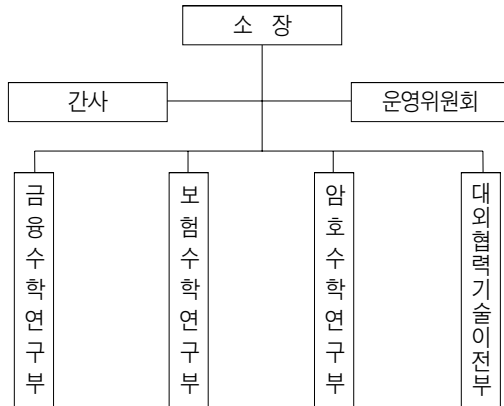 소 장
간사
운영위원회
금융수학연구부
보험수학연구부
암호수학연구부
대외협력기술이전부